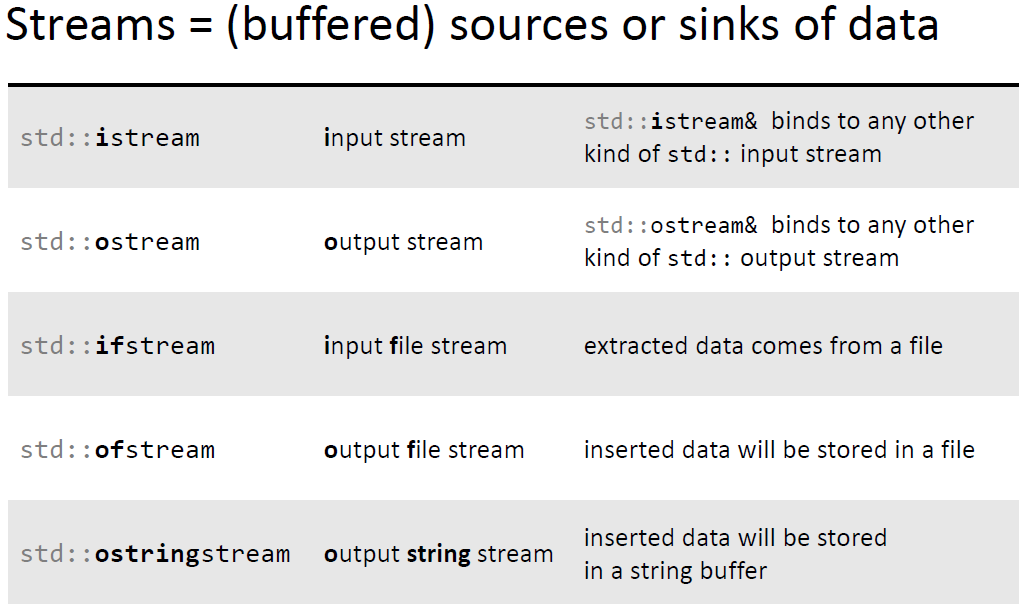 Streams = (buffered) sources or sinks of data
std::istream
input stream
std::istream& binds to any other
kind of std:: input stream
std::ostream
output stream
std::ostream& binds to any other
kind of std:: output stream
std::ifstream
input file stream
extracted data comes from a file
std::ofstream
output file stream
inserted data will be stored in a file
std::ostringstream
output string stream
inserted data will be stored
in a string buffer